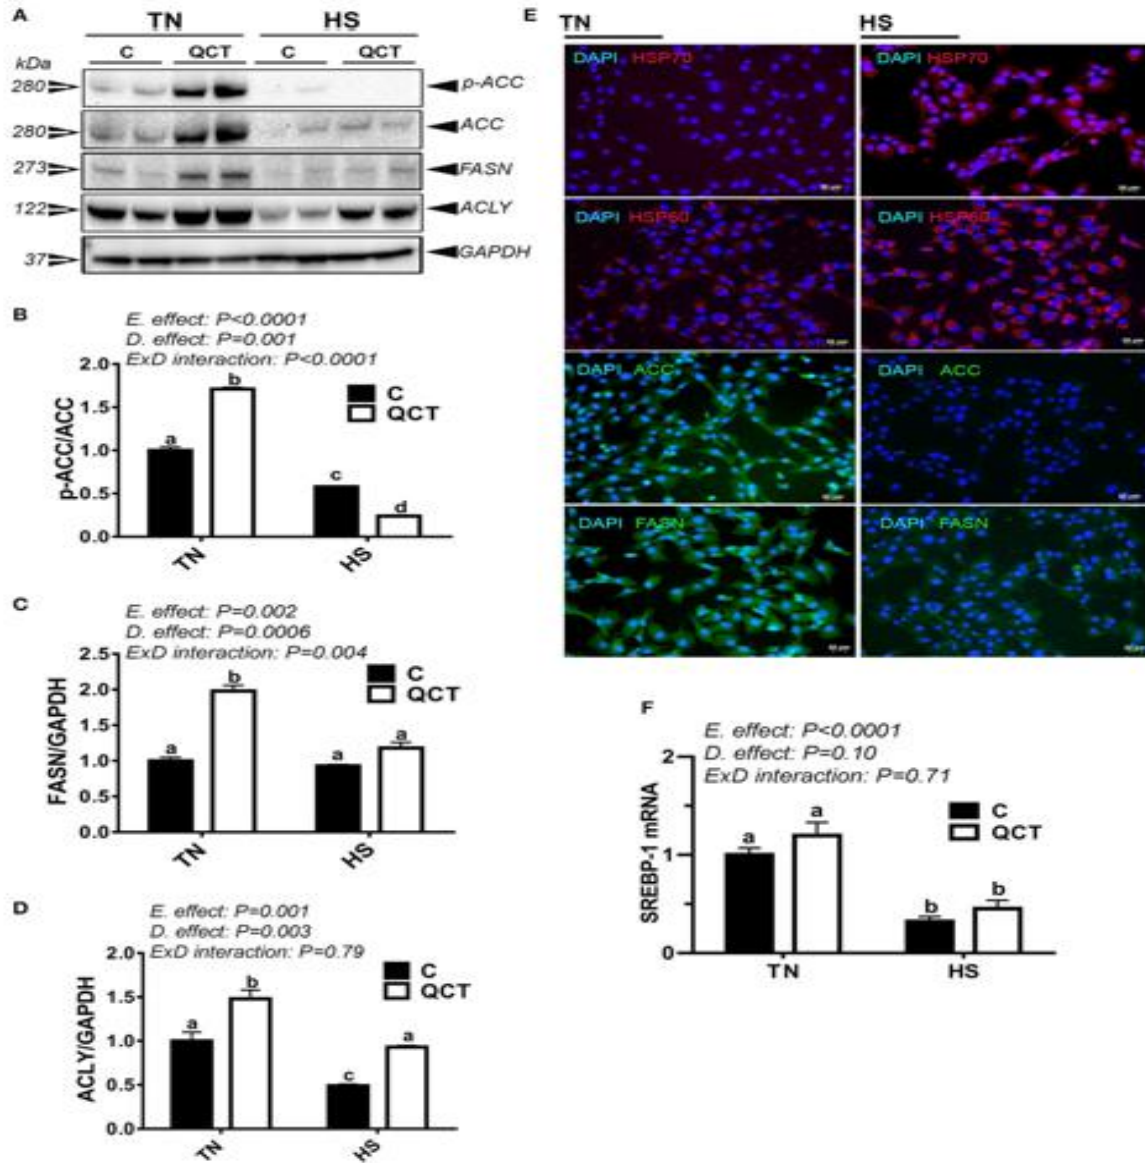 A
TN HS
C QCT C QCT
kDa
280 p-ACC
280 ACC
273 FASN
122 ACLY
37 GAPDH
B
E. effect: P<0.0001
D. effect: P=0.001
ExD interaction: P<0.0001
p-ACC/ACC
2.0
1.5
1.0
0.5
0.0
a b c d
C
QCT
TN HS
C
E. effect: P=0.002
D. effect: P=0.0006
ExD interaction: P=0.004
FASN/GAPDH
2.5
2.0
1.5
1.0
0.5
0.0
a b a a
C
QCT
TN HS
D
E. effect: P=0.001
D. effect: P=0.003
ExD interaction: P=0.79
ACLY/GAPDH
2.0
1.5
1.0
0.5
0.0
a b c a
C
QCT
TN HS
E
TN HS
DAPI HSP70 DAPI HSP70
DAPI HSP60 DAPI HSP60
DAPI ACC DAPI ACC
DAPI FASN DAPI FASN
F
E. effect: P<0.0001
D. effect: P=0.10
ExD interaction: P=0.71
SREBP-1 mRNA
2
1
0
a a b b
C
QCT
TN HS